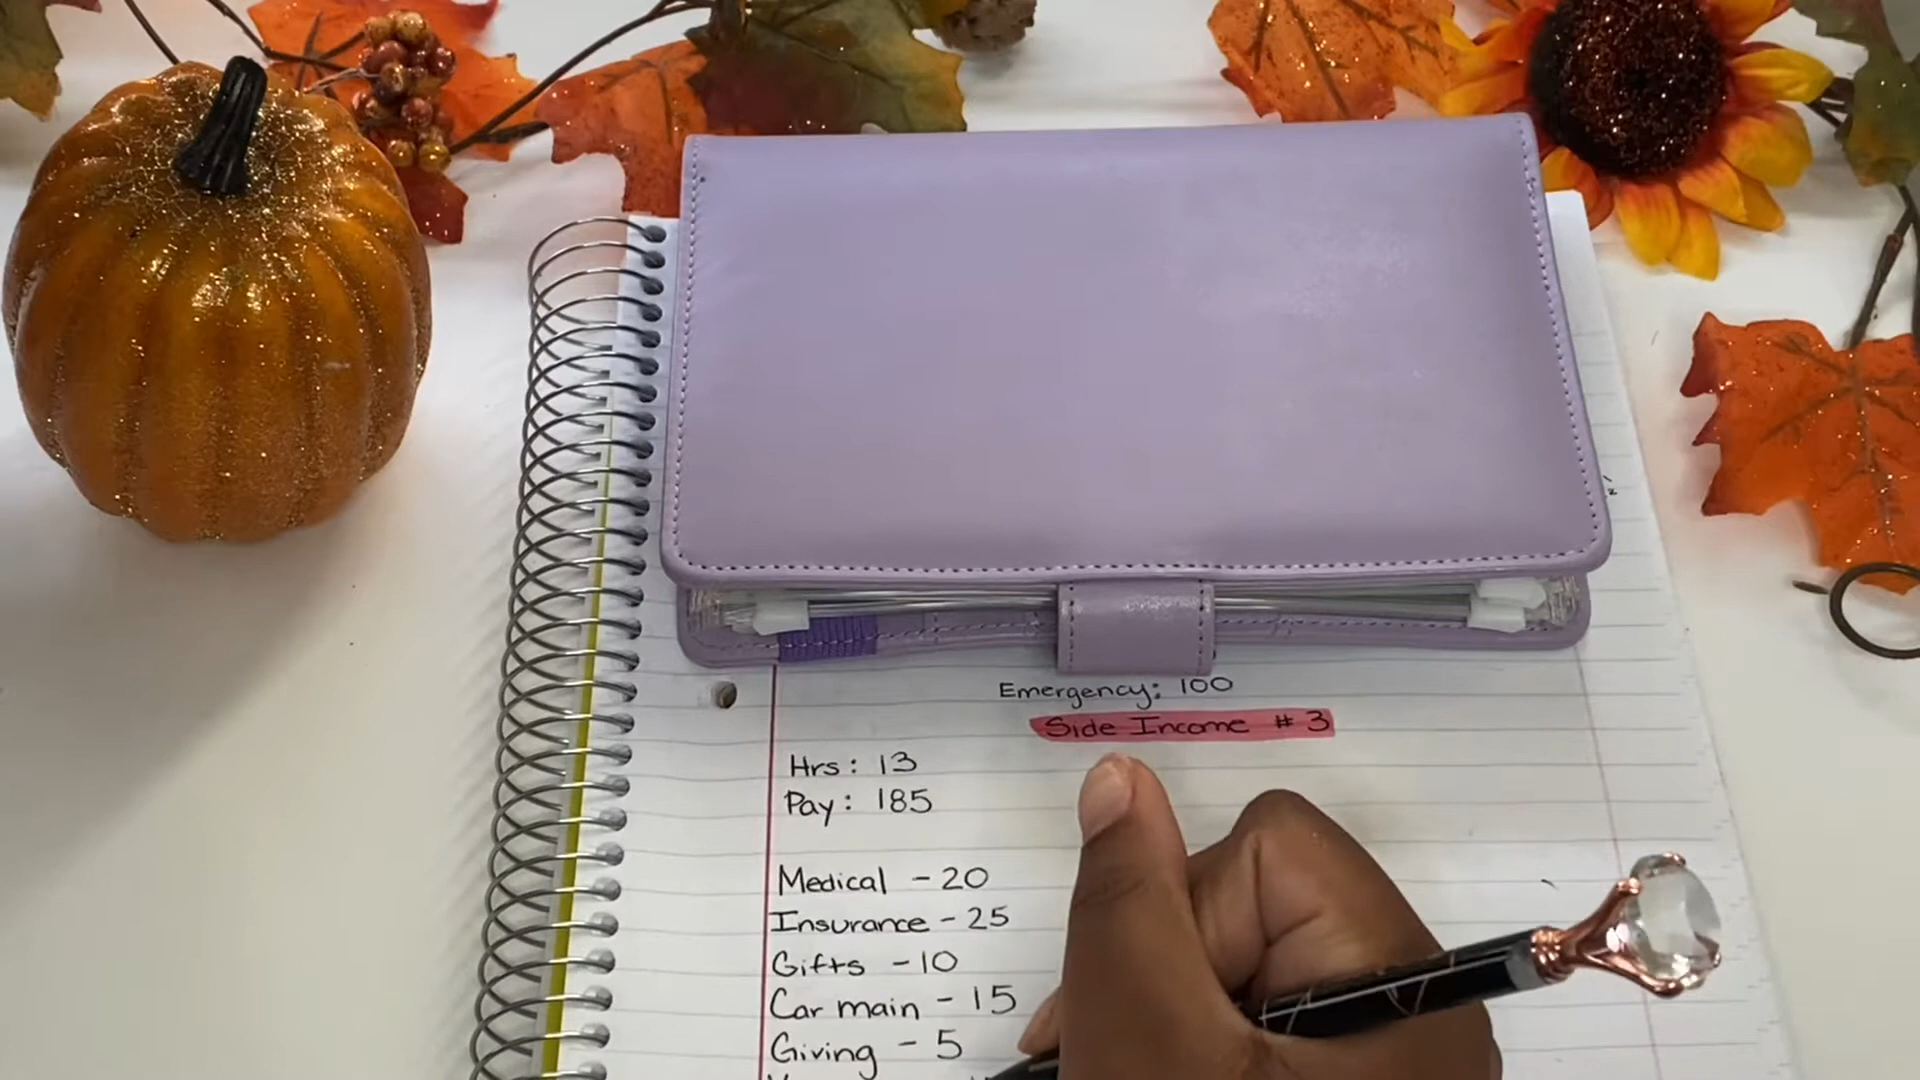 Emergency: 100
Side Income # 3
Hrs: 13
Pay: 185
Medical - 20
Insurance - 25
Gifts - 10
Car main - 15
Giving - 5